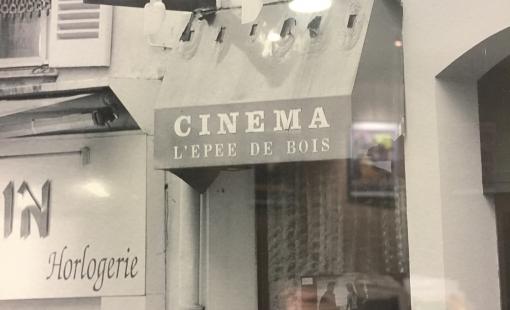 CINEMA
L'EPEE DE BOIS
IN
Horlogerie